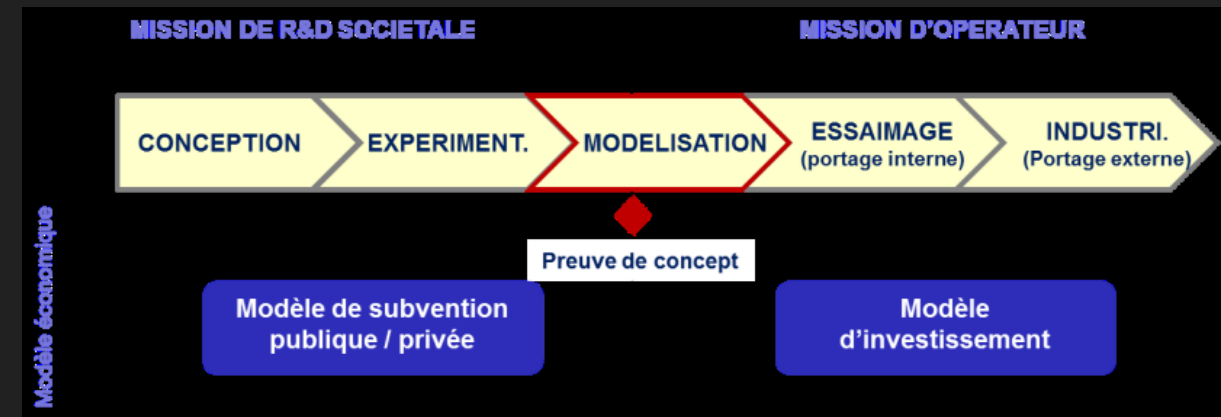 MISSION DE R&D SOCIETALE
MISSION D'OPERATEUR
CONCEPTION
EXPERIMENT.
MODELISATION
ESSAIMAGE
(portage interne)
INDUSTRI.
(Portage externe)
Preuve de concept
Modèle économique
Modèle de subvention
publique / privée
Modèle
d’investissement